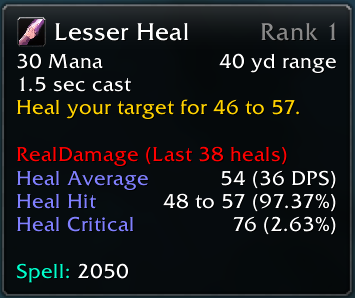 Lesser Heal Rank 1
30 Mana 40 yd range
1.5 sec cast
Heal your target for 46 to 57.
RealDamage (Last 38 heals)
Heal Average 54 (36 DPS)
Heal Hit 48 to 57 (97.37%)
Heal Critical 76 (2.63%)
Spell: 2050